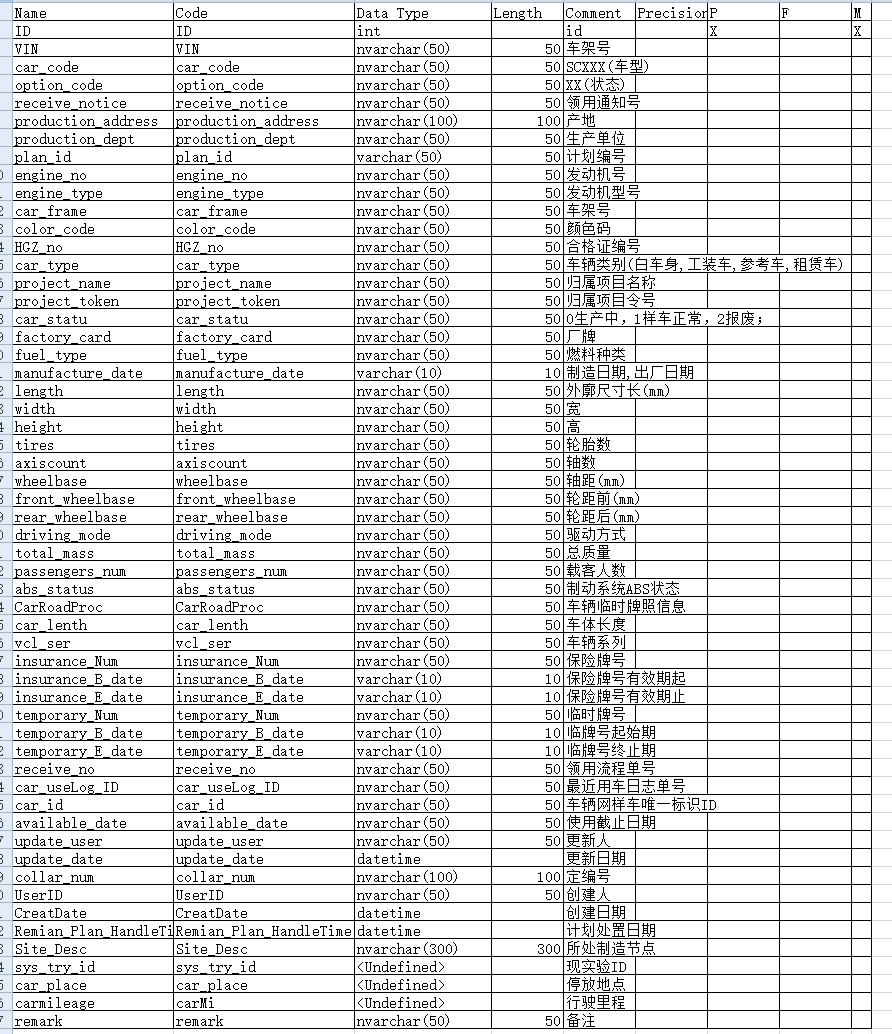 Name Code Data Type Length Comment Precision P F M
ID ID int id X X
VIN VIN nvarchar(50) 50 车架号
car_code car_code nvarchar(50) 50 SCXXX(车型)
option_code option_code nvarchar(50) 50 XX(状态)
receive_notice receive_notice nvarchar(50) 50 领用通知号
production_address production_address nvarchar(100) 100 产地
production_dept production_dept nvarchar(50) 50 生产单位
plan_id plan_id varchar(50) 50 计划编号
engine_no engine_no nvarchar(50) 50 发动机号
engine_type engine_type nvarchar(50) 50 发动机型号
car_frame car_frame nvarchar(50) 50 车架号
color_code color_code nvarchar(50) 50 颜色码
HGZ_no HGZ_no nvarchar(50) 50 合格证编号
car_type car_type nvarchar(50) 50 车辆类别(白车身,工装车,参考车,租赁车)
project_name project_name nvarchar(50) 50 归属项目名称
project_token project_token nvarchar(50) 50 归属项目令号
car_statu car_statu nvarchar(50) 50 0生产中，1样车正常，2报废；
factory_card factory_card nvarchar(50) 50 厂牌
fuel_type fuel_type nvarchar(50) 50 燃料种类
manufacture_date manufacture_date varchar(10) 10 制造日期,出厂日期
length length nvarchar(50) 50 外廓尺寸长(mm)
width width nvarchar(50) 50 宽
height height nvarchar(50) 50 高
tires tires nvarchar(50) 50 轮胎数
axiscount axiscount nvarchar(50) 50 轴数
wheelbase wheelbase nvarchar(50) 50 轴距(mm)
front_wheelbase front_wheelbase nvarchar(50) 50 轮距前(mm)
rear_wheelbase rear_wheelbase nvarchar(50) 50 轮距后(mm)
driving_mode driving_mode nvarchar(50) 50 驱动方式
total_mass total_mass nvarchar(50) 50 总质量
passengers_num passengers_num nvarchar(50) 50 载客人数
abs_status abs_status nvarchar(50) 50 制动系统ABS状态
CarRoadProc CarRoadProc nvarchar(50) 50 车辆临时牌照信息
car_lenth car_lenth nvarchar(50) 50 车体长度
vcl_ser vcl_ser nvarchar(50) 50 车辆系列
insurance_Num insurance_Num nvarchar(50) 50 保险牌号
insurance_B_date insurance_B_date varchar(10) 10 保险牌号有效期起
insurance_E_date insurance_E_date varchar(10) 10 保险牌号有效期止
temporary_Num temporary_Num nvarchar(50) 50 临时牌号
temporary_B_date temporary_B_date varchar(10) 10 临牌号起始期
temporary_E_date temporary_E_date varchar(10) 10 临牌号终止期
receive_no receive_no nvarchar(50) 50 领用流程单号
car_useLog_ID car_useLog_ID nvarchar(50) 50 最近用车日志单号
car_id car_id nvarchar(50) 50 车辆网样车唯一标识ID
available_date available_date nvarchar(50) 50 使用截止日期
update_user update_user nvarchar(50) 50 更新人
update_date update_date datetime 更新日期
collar_num collar_num nvarchar(100) 100 定编号
UserID UserID nvarchar(50) 50 创建人
CreatDate CreatDate datetime 创建日期
Remian_Plan_HandleTi Remian_Plan_HandleTime datetime 计划处置日期
Site_Desc Site_Desc nvarchar(300) 300 所处制造节点
sys_try_id sys_try_id <Undefined> 现实验ID
car_place car_place <Undefined> 停放地点
carmileage carMi <Undefined> 行驶里程
remark remark nvarchar(50) 50 备注